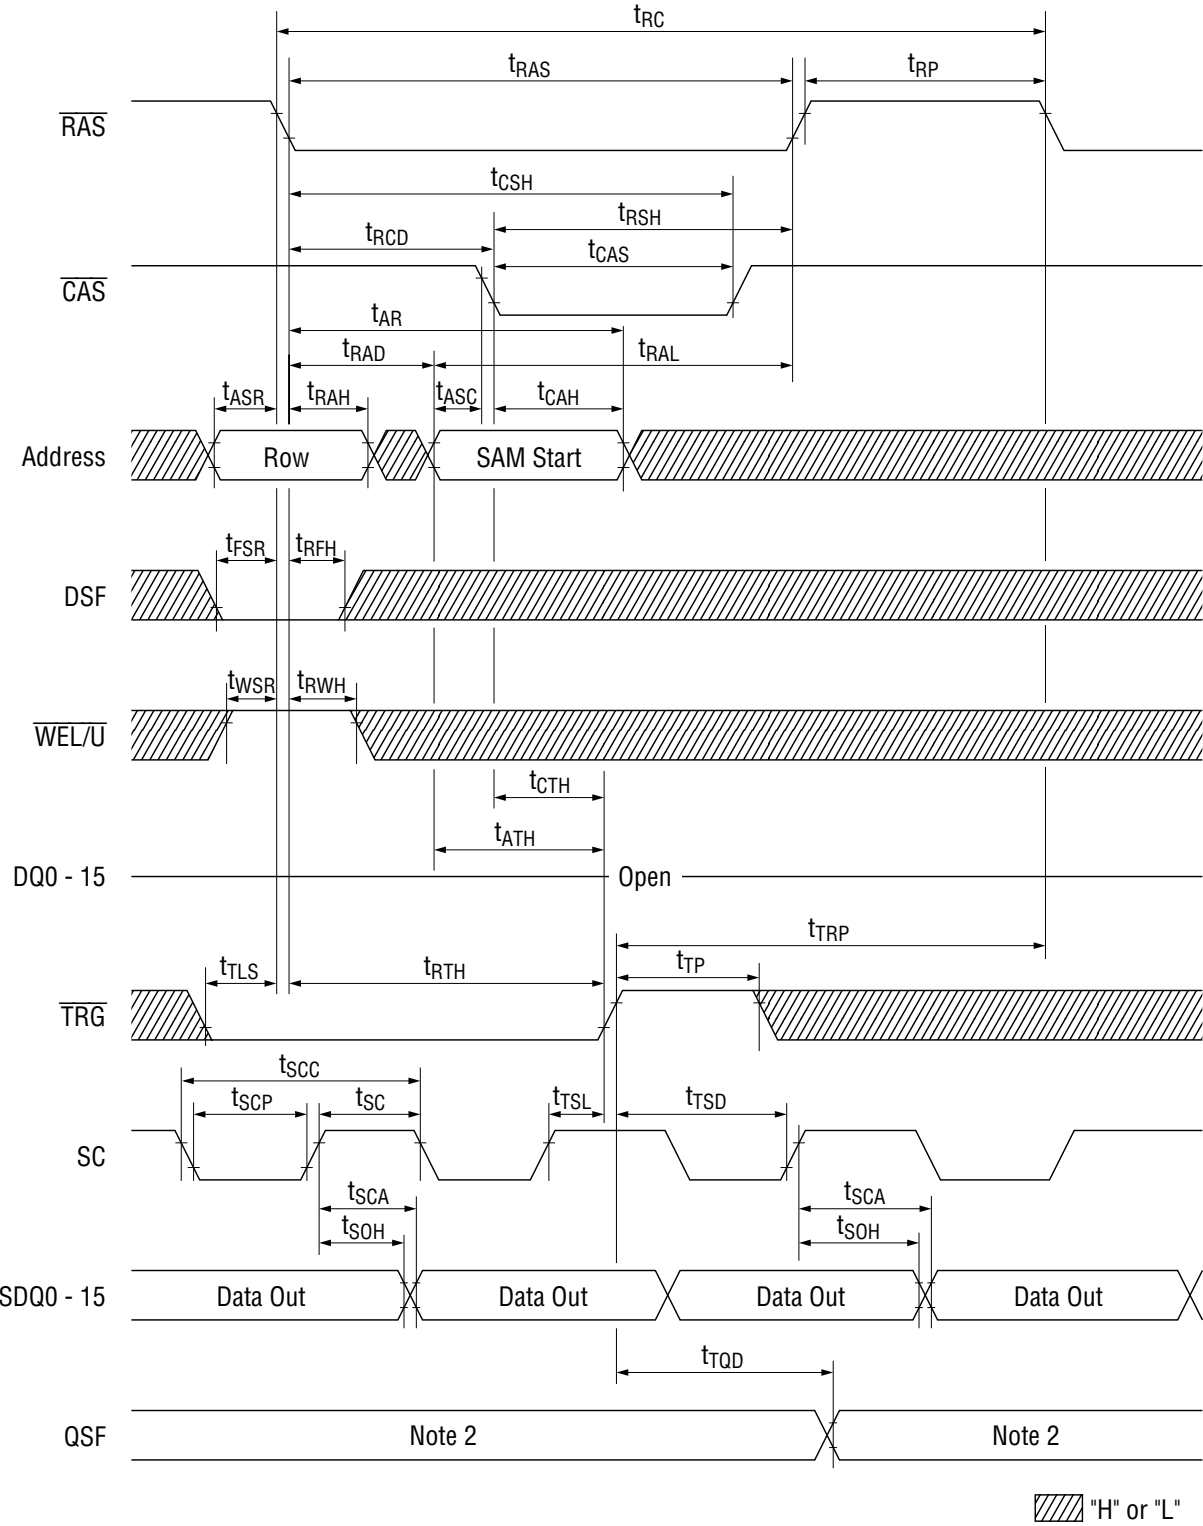 tRC
tRAS
tRP
RAS
tCSH
tRSH
tRCD
tCAS
CAS
tAR
tRAD
tRAL
tASR
tRAH
tASC
tCAH
Address
Row
SAM Start
tFSR
tRFH
DSF
tWSR
tRWH
WEL/U
tCTH
tATH
DQ0 - 15
Open
tTRP
tTLS
tRTH
tTP
TRG
tSCC
tSCP
tSC
tTSL
tTSD
SC
tSCA
tSCA
tSOH
tSOH
SDQ0 - 15
Data Out
Data Out
Data Out
Data Out
tTQD
QSF
Note 2
Note 2
"H" or "L"